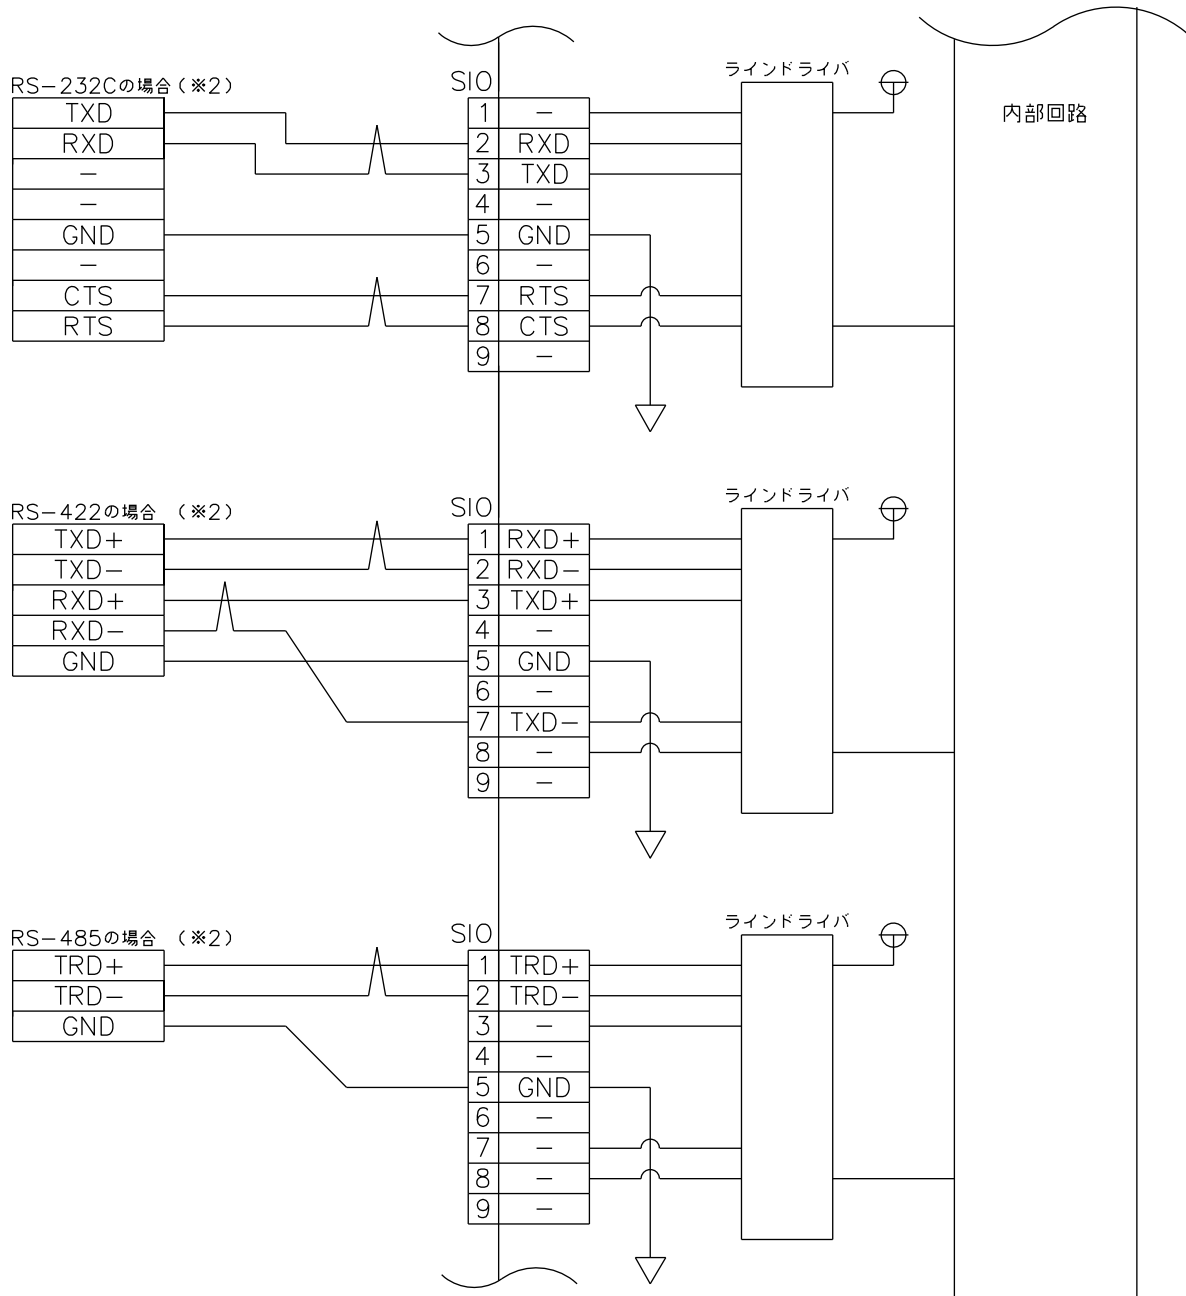 RS-232Cの場合(※2)
SIO
ラインドライバ
内部回路
TXD 1 -
RXD 2 RXD
- 3 TXD
- 4 -
GND 5 GND
- 6 -
CTS 7 RTS
RTS 8 CTS
9 -
RS-422の場合 (※2)
SIO
ラインドライバ
TXD+ 1 RXD+
TXD- 2 RXD-
RXD+ 3 TXD+
RXD- 4 -
GND 5 GND
6 -
7 TXD-
8 -
9 -
RS-485の場合 (※2)
SIO
ラインドライバ
TRD+ 1 TRD+
TRD- 2 TRD-
GND 3 -
4 -
5 GND
6 -
7 -
8 -
9 -